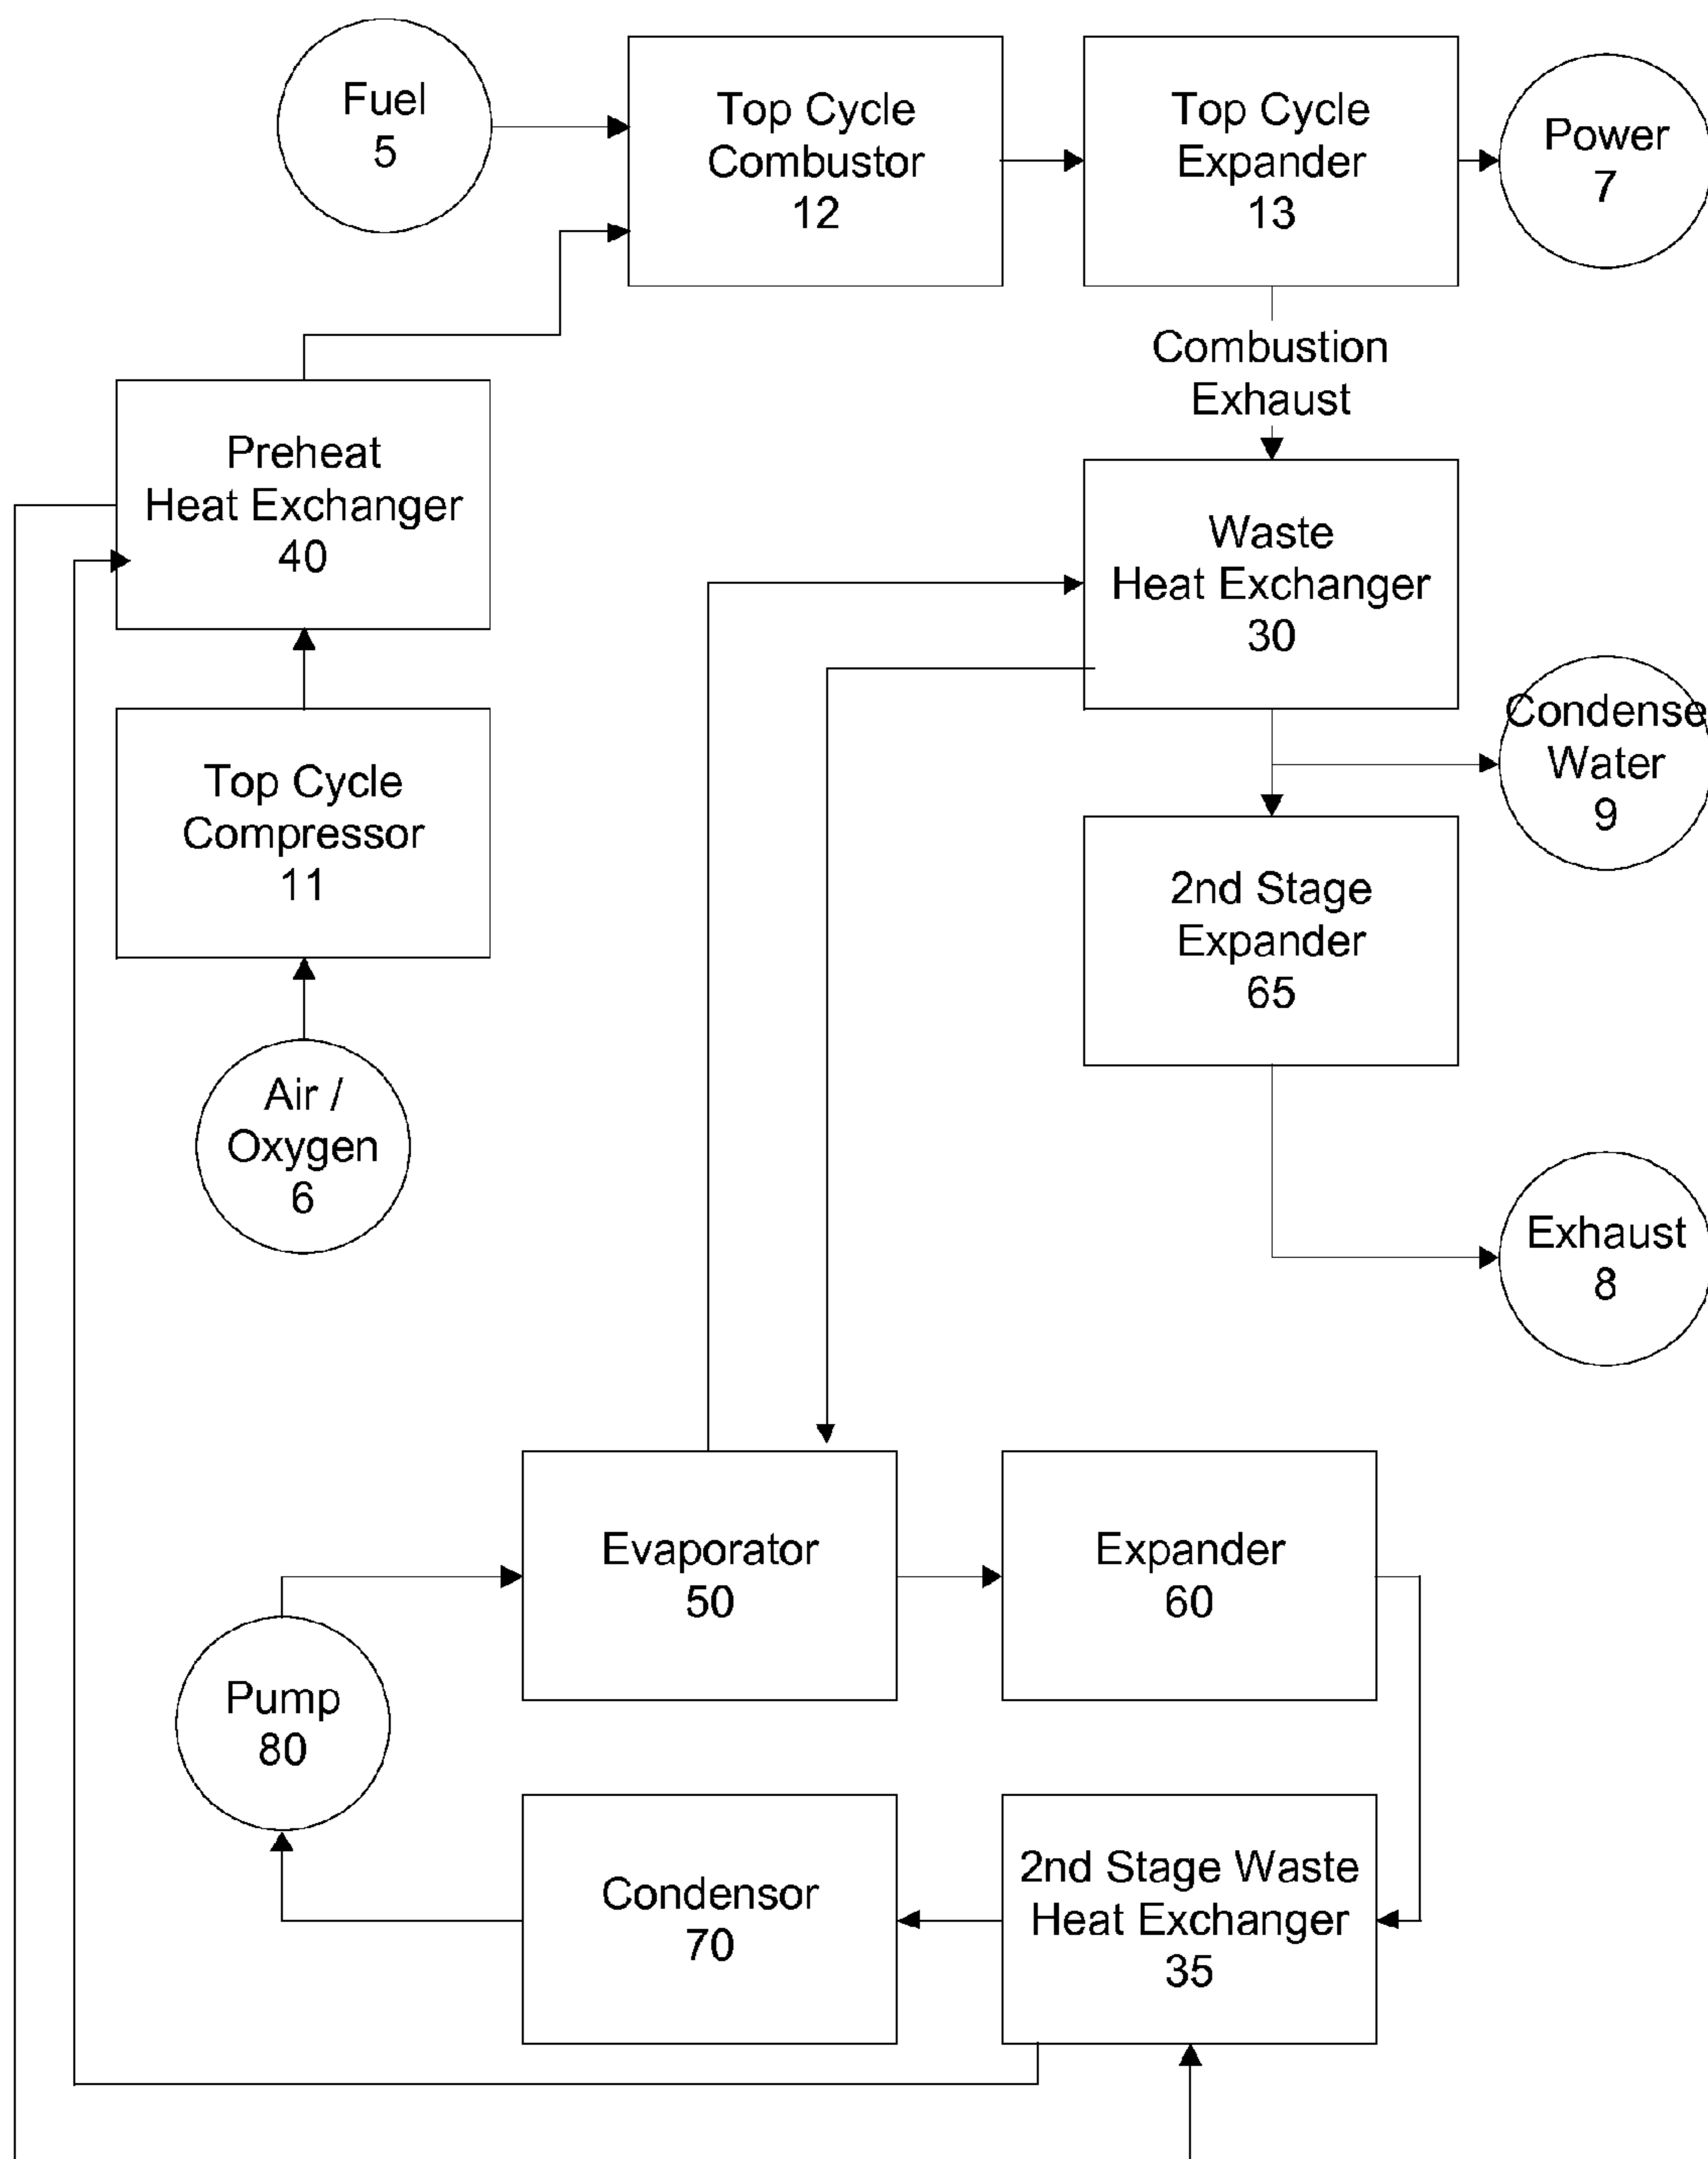 Fuel
5
Top Cycle
Combustor
12
Top Cycle
Expander
13
Power
7
Combustion
Exhaust
Preheat
Heat Exchanger
40
Waste
Heat Exchanger
30
Condense
Water
9
Top Cycle
Compressor
11
2nd Stage
Expander
65
Air /
Oxygen
6
Exhaust
8
Evaporator
50
Expander
60
Pump
80
Condensor
70
2nd Stage Waste
Heat Exchanger
35